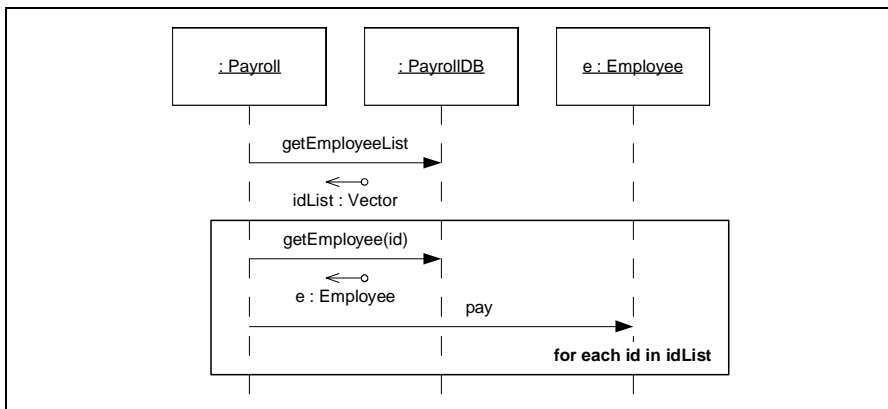 : Payroll
: PayrollDB
e : Employee
getEmployeeList
idList : Vector
getEmployee(id)
e : Employee
pay
for each id in idList